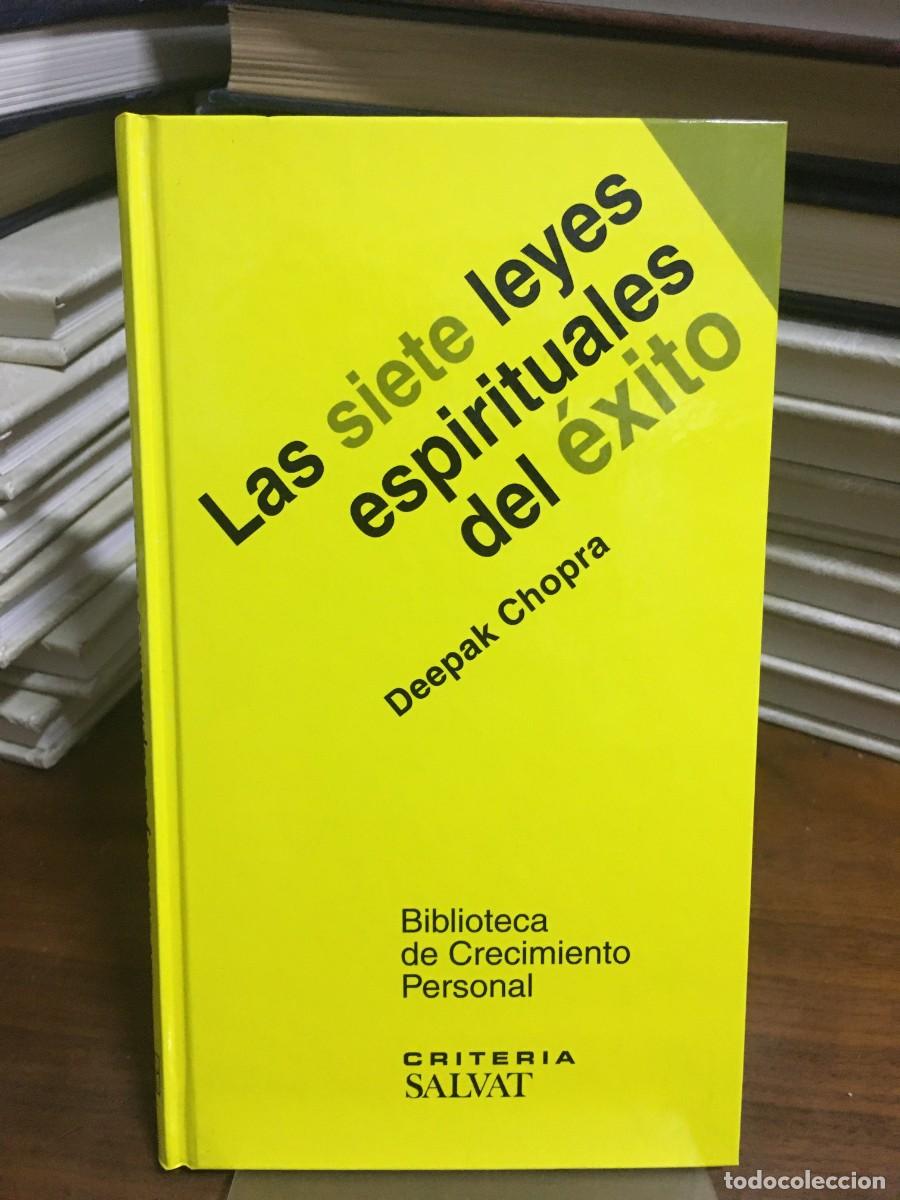 Las siete leyes
espirituales
del éxito
Deepak Chopra
Biblioteca
de Crecimiento
Personal
CRITERIA
SALVAT
todocoleccion